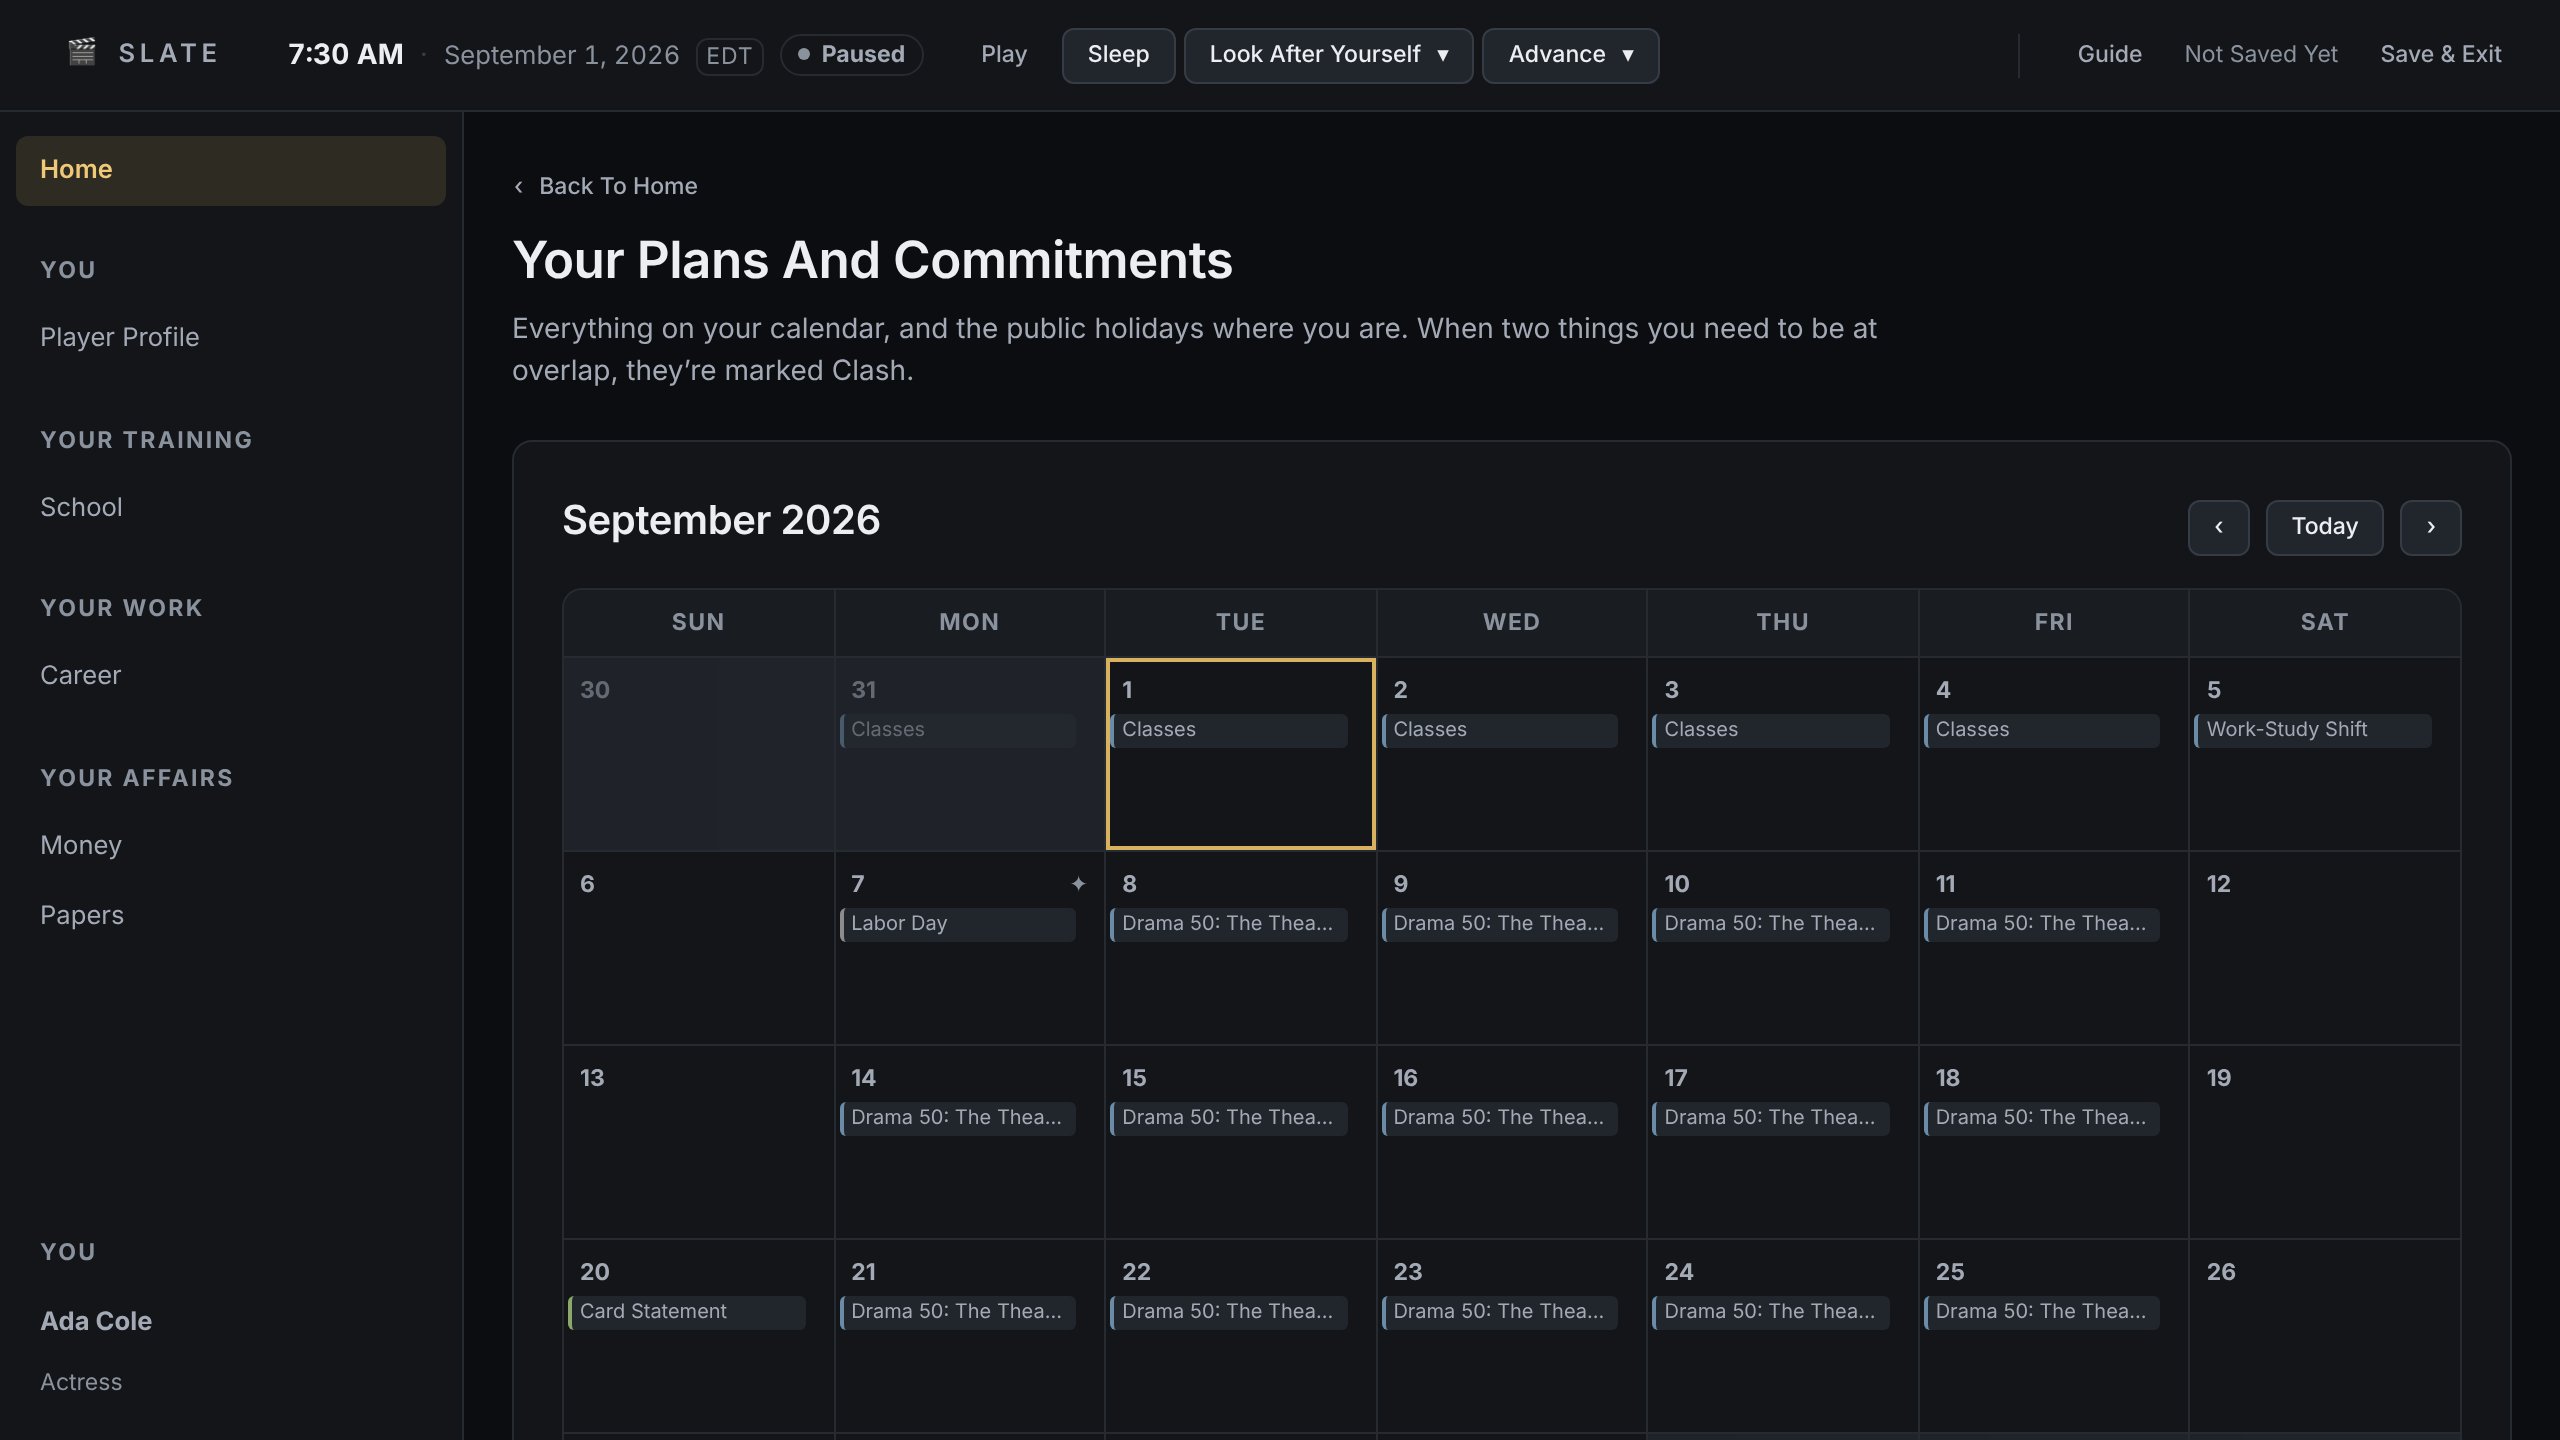 SLATE
7:30 AM · September 1, 2026 EDT Paused Play Sleep Look After Yourself ▾ Advance ▾ Guide Not Saved Yet Save & Exit
Home
YOU
Player Profile
YOUR TRAINING
School
YOUR WORK
Career
YOUR AFFAIRS
Money
Papers
YOU
Ada Cole
Actress
‹ Back To Home
Your Plans And Commitments
Everything on your calendar, and the public holidays where you are. When two things you need to be at
overlap, they’re marked Clash.
September 2026
‹ Today ›
SUN MON TUE WED THU FRI SAT
30 31 1 2 3 4 5
Classes Classes Classes Classes Classes Work-Study Shift
6 7 ✦ 8 9 10 11 12
Labor Day Drama 50: The Thea... Drama 50: The Thea... Drama 50: The Thea... Drama 50: The Thea...
13 14 15 16 17 18 19
Drama 50: The Thea... Drama 50: The Thea... Drama 50: The Thea... Drama 50: The Thea... Drama 50: The Thea...
20 21 22 23 24 25 26
Card Statement Drama 50: The Thea... Drama 50: The Thea... Drama 50: The Thea... Drama 50: The Thea... Drama 50: The Thea...